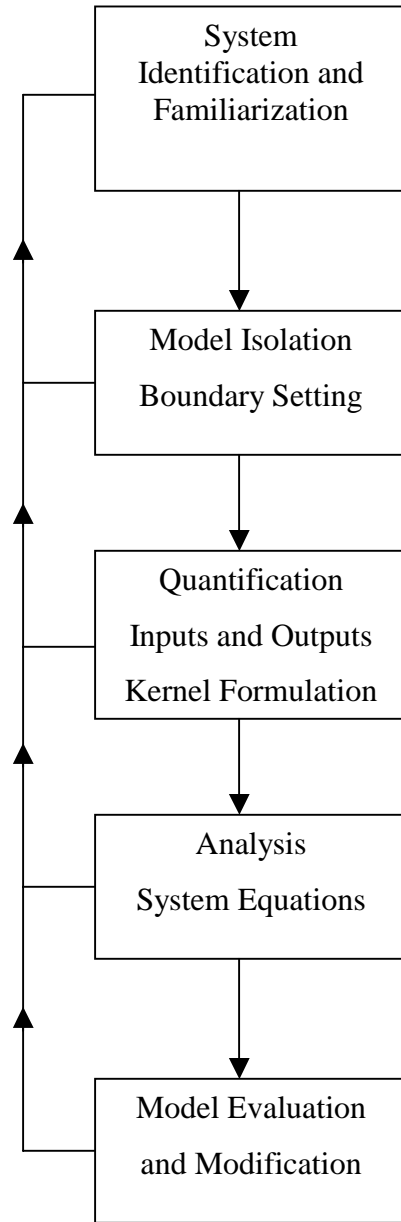 System
Identification and
Familiarization
Model Isolation
Boundary Setting
Quantification
Inputs and Outputs
Kernel Formulation
Analysis
System Equations
Model Evaluation
and Modification